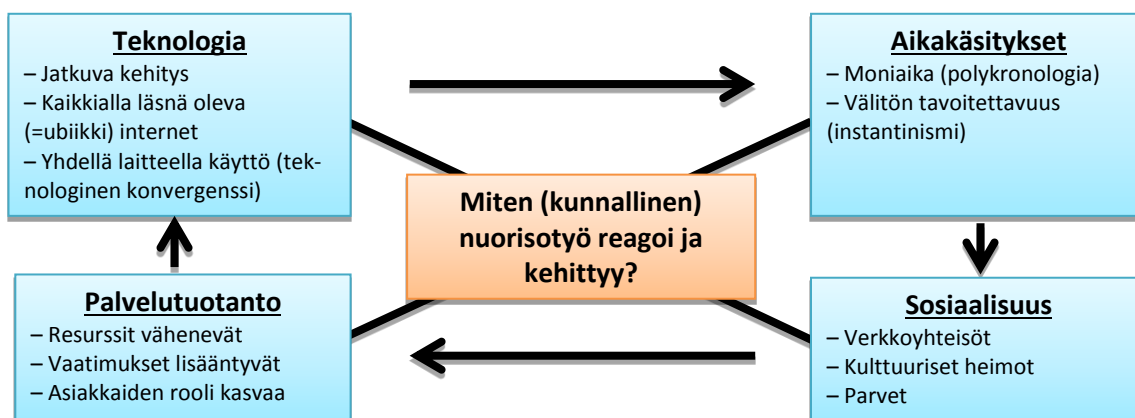 Teknologia
– Jatkuva kehitys
– Kaikkialla läsnä oleva
(=ubiikki) internet
– Yhdellä laitteella käyttö (tek-
nologinen konvergenssi)
Aikakäsitykset
– Moniaika (polykronologia)
– Välitön tavoitettavuus
(instantinismi)
Miten (kunnallinen)
nuorisotyö reagoi ja
kehittyy?
Palvelutuotanto
– Resurssit vähenevät
– Vaatimukset lisääntyvät
– Asiakkaiden rooli kasvaa
Sosiaalisuus
– Verkkoyhteisöt
– Kulttuuriset heimot
– Parvet